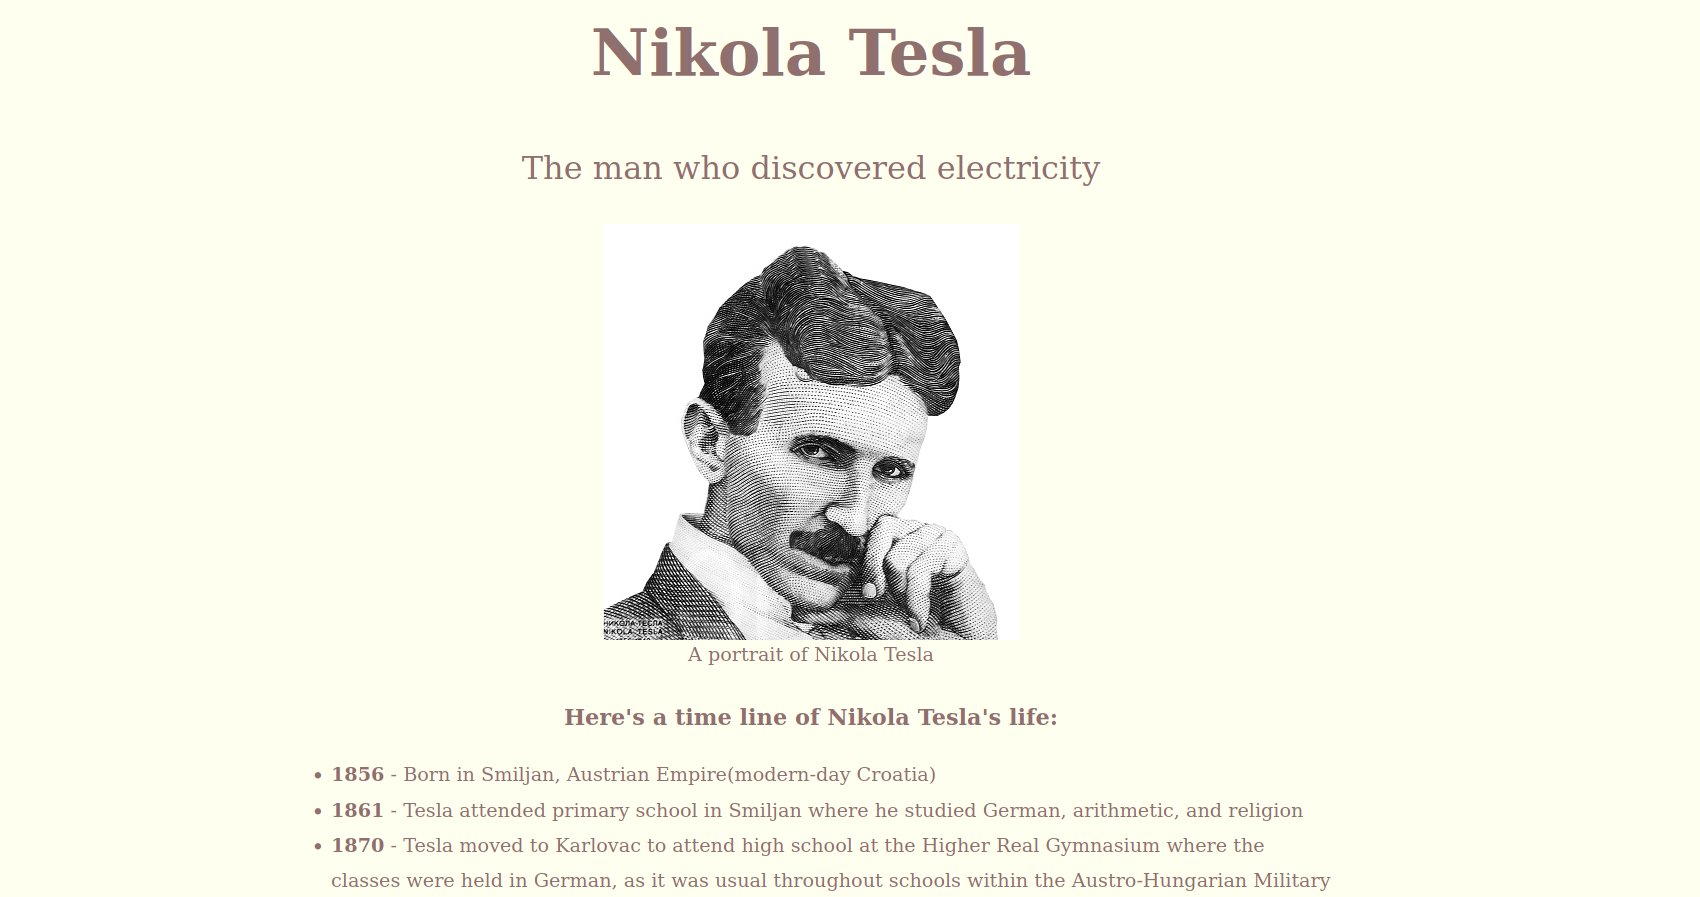 Nikola Tesla
The man who discovered electricity
НИКОЛА ТЕСЛА
NIKOLA TESLA
A portrait of Nikola Tesla
Here's a time line of Nikola Tesla's life:
• 1856 - Born in Smiljan, Austrian Empire(modern-day Croatia)
• 1861 - Tesla attended primary school in Smiljan where he studied German, arithmetic, and religion
• 1870 - Tesla moved to Karlovac to attend high school at the Higher Real Gymnasium where the
classes were held in German, as it was usual throughout schools within the Austro-Hungarian Military